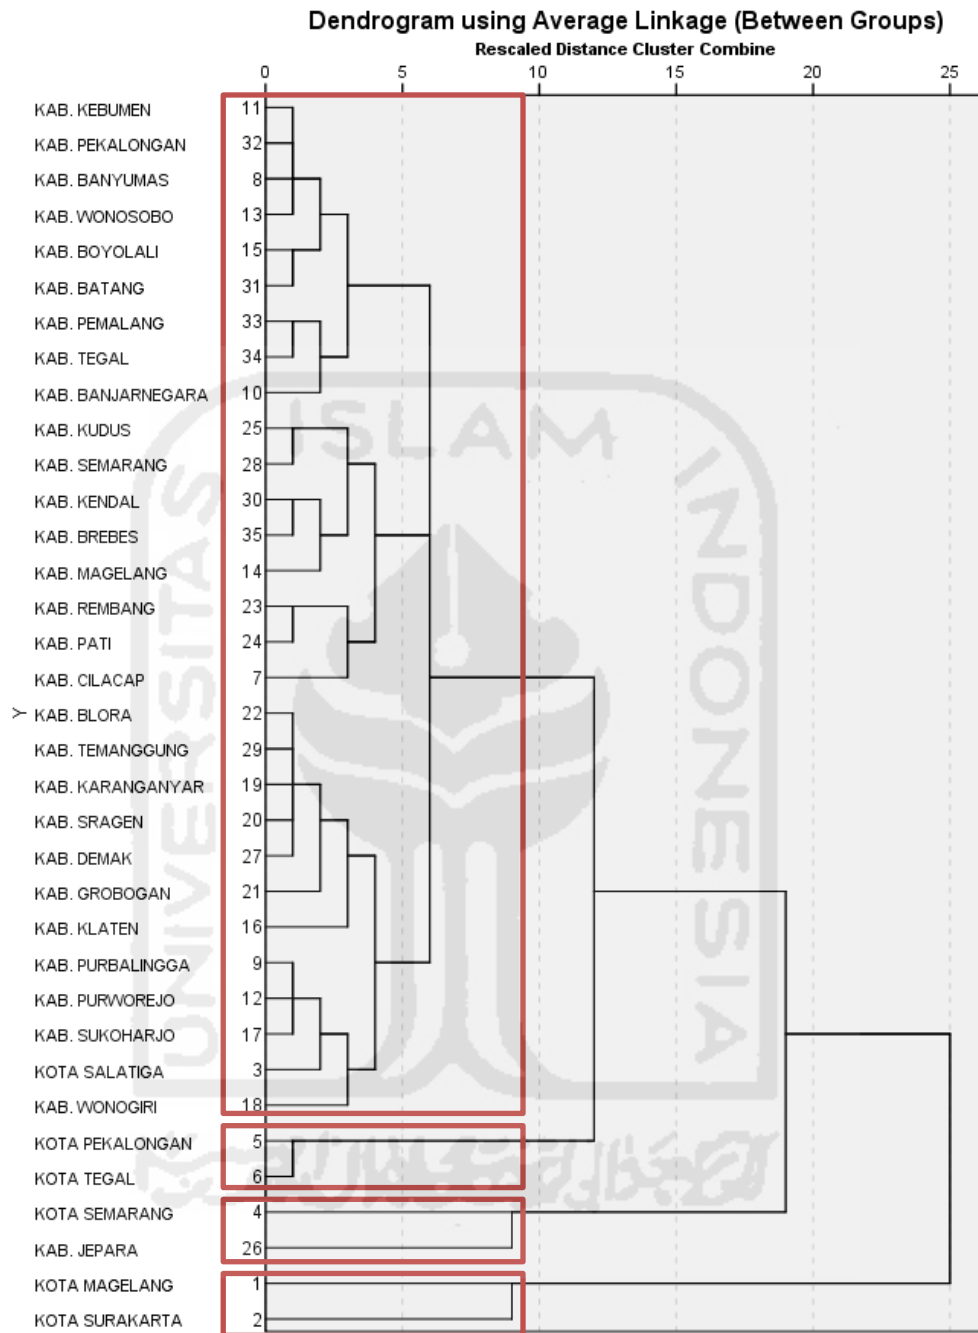 Dendrogram using Average Linkage (Between Groups)
Rescaled Distance Cluster Combine
0 5 10 15 20 25
KAB. KEBUMEN 11
KAB. PEKALONGAN 32
KAB. BANYUMAS 8
KAB. WONOSOBO 13
KAB. BOYOLALI 15
KAB. BATANG 31
KAB. PEMALANG 33
KAB. TEGAL 34
KAB. BANJARNEGARA 10
KAB. KUDUS 25
KAB. SEMARANG 28
KAB. KENDAL 30
KAB. BREBES 35
KAB. MAGELANG 14
KAB. REMBANG 23
KAB. PATI 24
KAB. CILACAP 7
Y
KAB. BLORA 22
KAB. TEMANGGUNG 29
KAB. KARANGANYAR 19
KAB. SRAGEN 20
KAB. DEMAK 27
KAB. GROBOGAN 21
KAB. KLATEN 16
KAB. PURBALINGGA 9
KAB. PURWOREJO 12
KAB. SUKOHARJO 17
KOTA SALATIGA 3
KAB. WONOGIRI 18
KOTA PEKALONGAN 5
KOTA TEGAL 6
KOTA SEMARANG 4
KAB. JEPARA 26
KOTA MAGELANG 1
KOTA SURAKARTA 2
UNIVERSITAS
ISLAM
INDONESIA